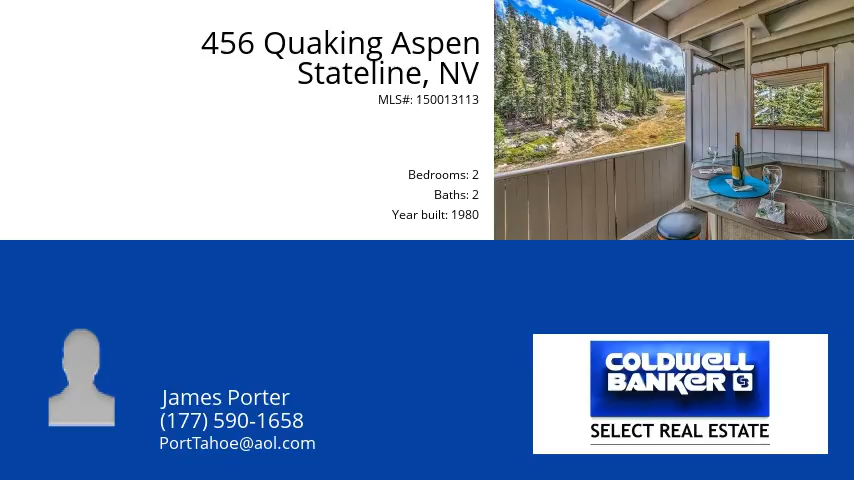 456 Quaking Aspen
Stateline, NV
MLS#: 150013113
Bedrooms: 2
Baths: 2
Year built: 1980
James Porter
(177) 590-1658
PortTahoe@aol.com
COLDWELL
BANKER CB
SELECT REAL ESTATE